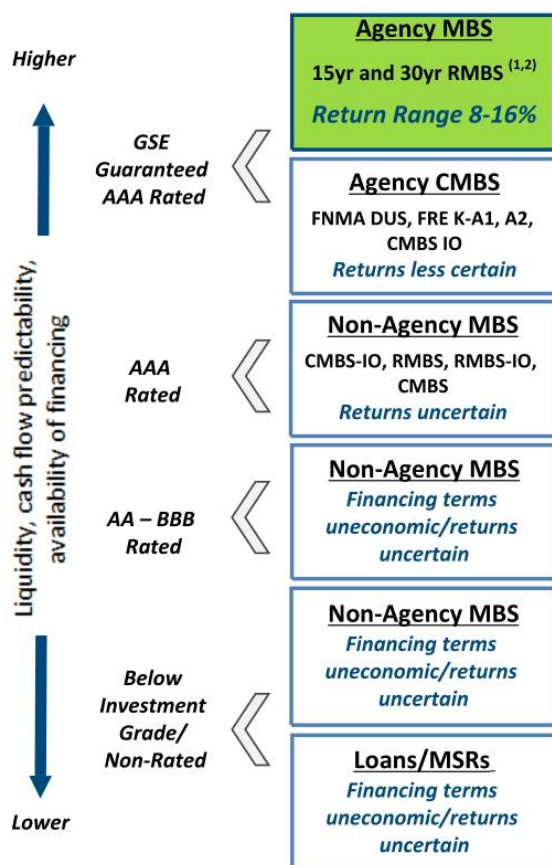 Higher
Liquidity, cash flow predictability,
availability of financing
Lower
GSE
Guaranteed
AAA Rated
Agency MBS
15yr and 30yr RMBS (1,2)
Return Range 8-16%
Agency CMBS
FNMA DUS, FRE K-A1, A2,
CMBS IO
Returns less certain
AAA
Rated
Non-Agency MBS
CMBS-IO, RMBS, RMBS-IO,
CMBS
Returns uncertain
AA – BBB
Rated
Non-Agency MBS
Financing terms
uneconomic/returns
uncertain
Below
Investment
Grade/
Non-Rated
Non-Agency MBS
Financing terms
uneconomic/returns
uncertain
Loans/MSRs
Financing terms
uneconomic/returns
uncertain